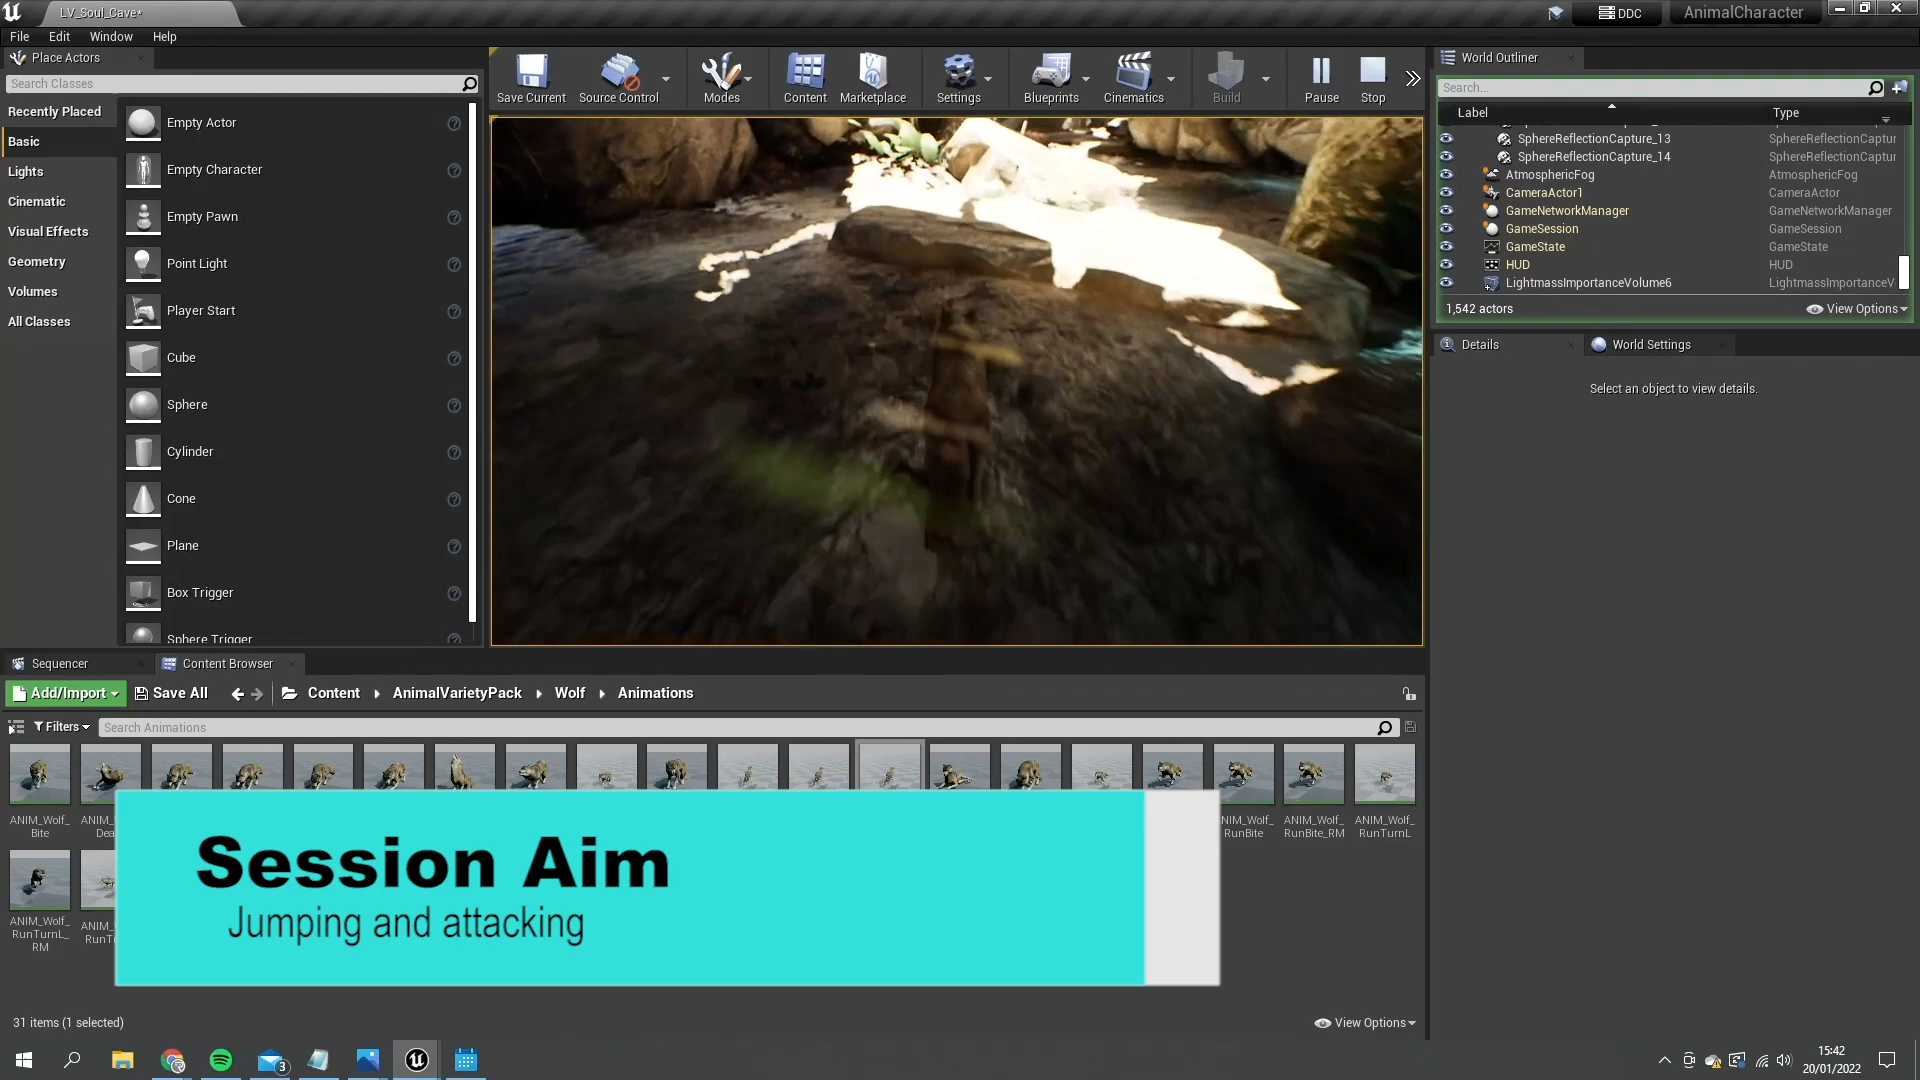 LV_Soul_Cave*
DDC
AnimalCharacter
File Edit Window Help
Place Actors
Search Classes
Recently Placed
Basic
Lights
Cinematic
Visual Effects
Geometry
Volumes
All Classes
Empty Actor
Empty Character
Empty Pawn
Point Light
Player Start
Cube
Sphere
Cylinder
Cone
Plane
Box Trigger
Sphere Trigger
Save Current Source Control Modes Content Marketplace Settings Blueprints Cinematics Build Pause Stop
World Outliner
Search...
Label Type
SphereReflectionCapture_13 SphereReflectionCaptur
SphereReflectionCapture_14 SphereReflectionCaptur
AtmosphericFog AtmosphericFog
CameraActor1 CameraActor
GameNetworkManager GameNetworkManager
GameSession GameSession
GameState GameState
HUD HUD
LightmassImportanceVolume6 LightmassImportanceV
1,542 actors View Options
Details World Settings
Select an object to view details.
Sequencer Content Browser
Add/Import Save All Content AnimalVarietyPack Wolf Animations
Filters Search Animations
ANIM_Wolf_
Bite
ANIM_
Dea
NIM_Wolf_
RunBite
ANIM_Wolf_
RunBite_RM
ANIM_Wolf_
RunTurnL
ANIM_Wolf_
RunTurnL_
RM
ANIM_
RunT
Session Aim
Jumping and attacking
31 items (1 selected) View Options
3
15:42
20/01/2022